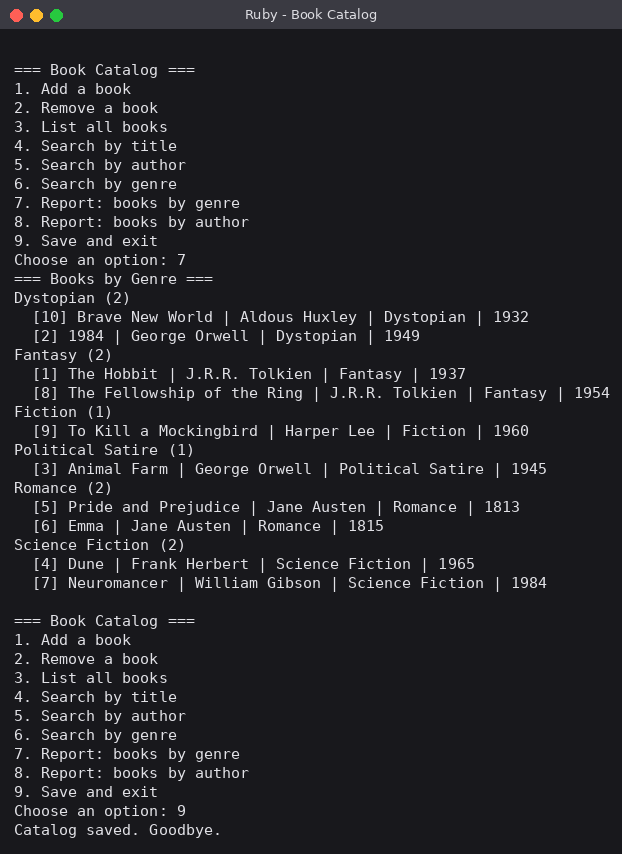 Ruby - Book Catalog
=== Book Catalog ===
1. Add a book
2. Remove a book
3. List all books
4. Search by title
5. Search by author
6. Search by genre
7. Report: books by genre
8. Report: books by author
9. Save and exit
Choose an option: 7
=== Books by Genre ===
Dystopian (2)
  [10] Brave New World | Aldous Huxley | Dystopian | 1932
  [2] 1984 | George Orwell | Dystopian | 1949
Fantasy (2)
  [1] The Hobbit | J.R.R. Tolkien | Fantasy | 1937
  [8] The Fellowship of the Ring | J.R.R. Tolkien | Fantasy | 1954
Fiction (1)
  [9] To Kill a Mockingbird | Harper Lee | Fiction | 1960
Political Satire (1)
  [3] Animal Farm | George Orwell | Political Satire | 1945
Romance (2)
  [5] Pride and Prejudice | Jane Austen | Romance | 1813
  [6] Emma | Jane Austen | Romance | 1815
Science Fiction (2)
  [4] Dune | Frank Herbert | Science Fiction | 1965
  [7] Neuromancer | William Gibson | Science Fiction | 1984
=== Book Catalog ===
1. Add a book
2. Remove a book
3. List all books
4. Search by title
5. Search by author
6. Search by genre
7. Report: books by genre
8. Report: books by author
9. Save and exit
Choose an option: 9
Catalog saved. Goodbye.